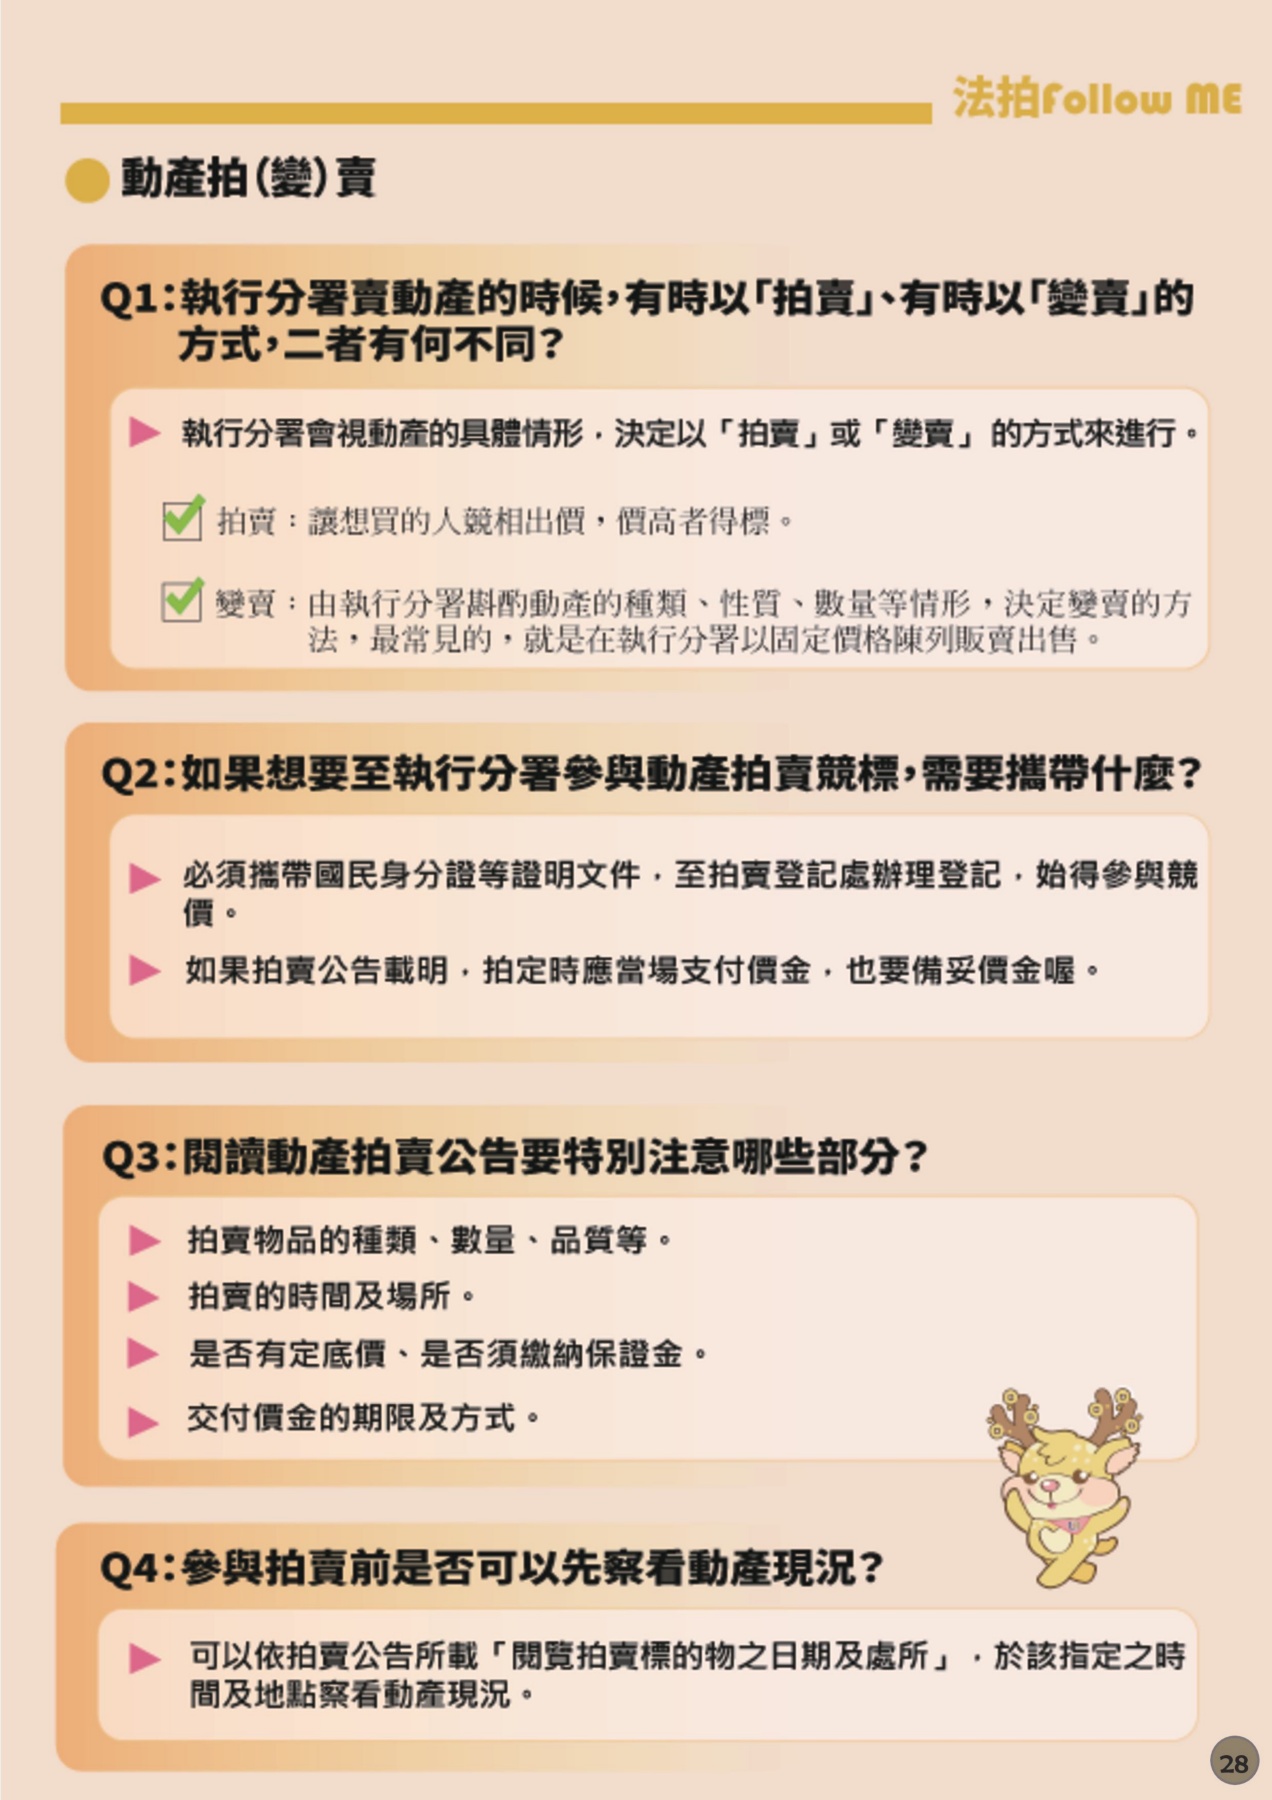 法拍Follow ME
動產拍(變)賣
Q1:執行分署賣動產的時候,有時以「拍賣」、有時以「變賣」的
方式,二者有何不同?
執行分署會視動產的具體情形,決定以「拍賣」或「變賣」的方式來進行。
拍賣:讓想買的人競相出價,價高者得標。
變賣:由執行分署斟酌動產的種類、性質、數量等情形,決定變賣的方
法,最常見的,就是在執行分署以固定價格陳列販賣出售。
Q2:如果想要至執行分署參與動產拍賣競標,需要攜帶什麼?
必須攜帶國民身分證等證明文件,至拍賣登記處辦理登記,始得參與競
價。
如果拍賣公告載明,拍定時應當場支付價金,也要備妥價金喔。
Q3:閱讀動產拍賣公告要特別注意哪些部分?
拍賣物品的種類、數量、品質等。
拍賣的時間及場所。
是否有定底價、是否須繳納保證金。
交付價金的期限及方式。
Q4:參與拍賣前是否可以先察看動產現況?
可以依拍賣公告所載「閱覽拍賣標的物之日期及處所」,於該指定之時
間及地點察看動產現況。
28